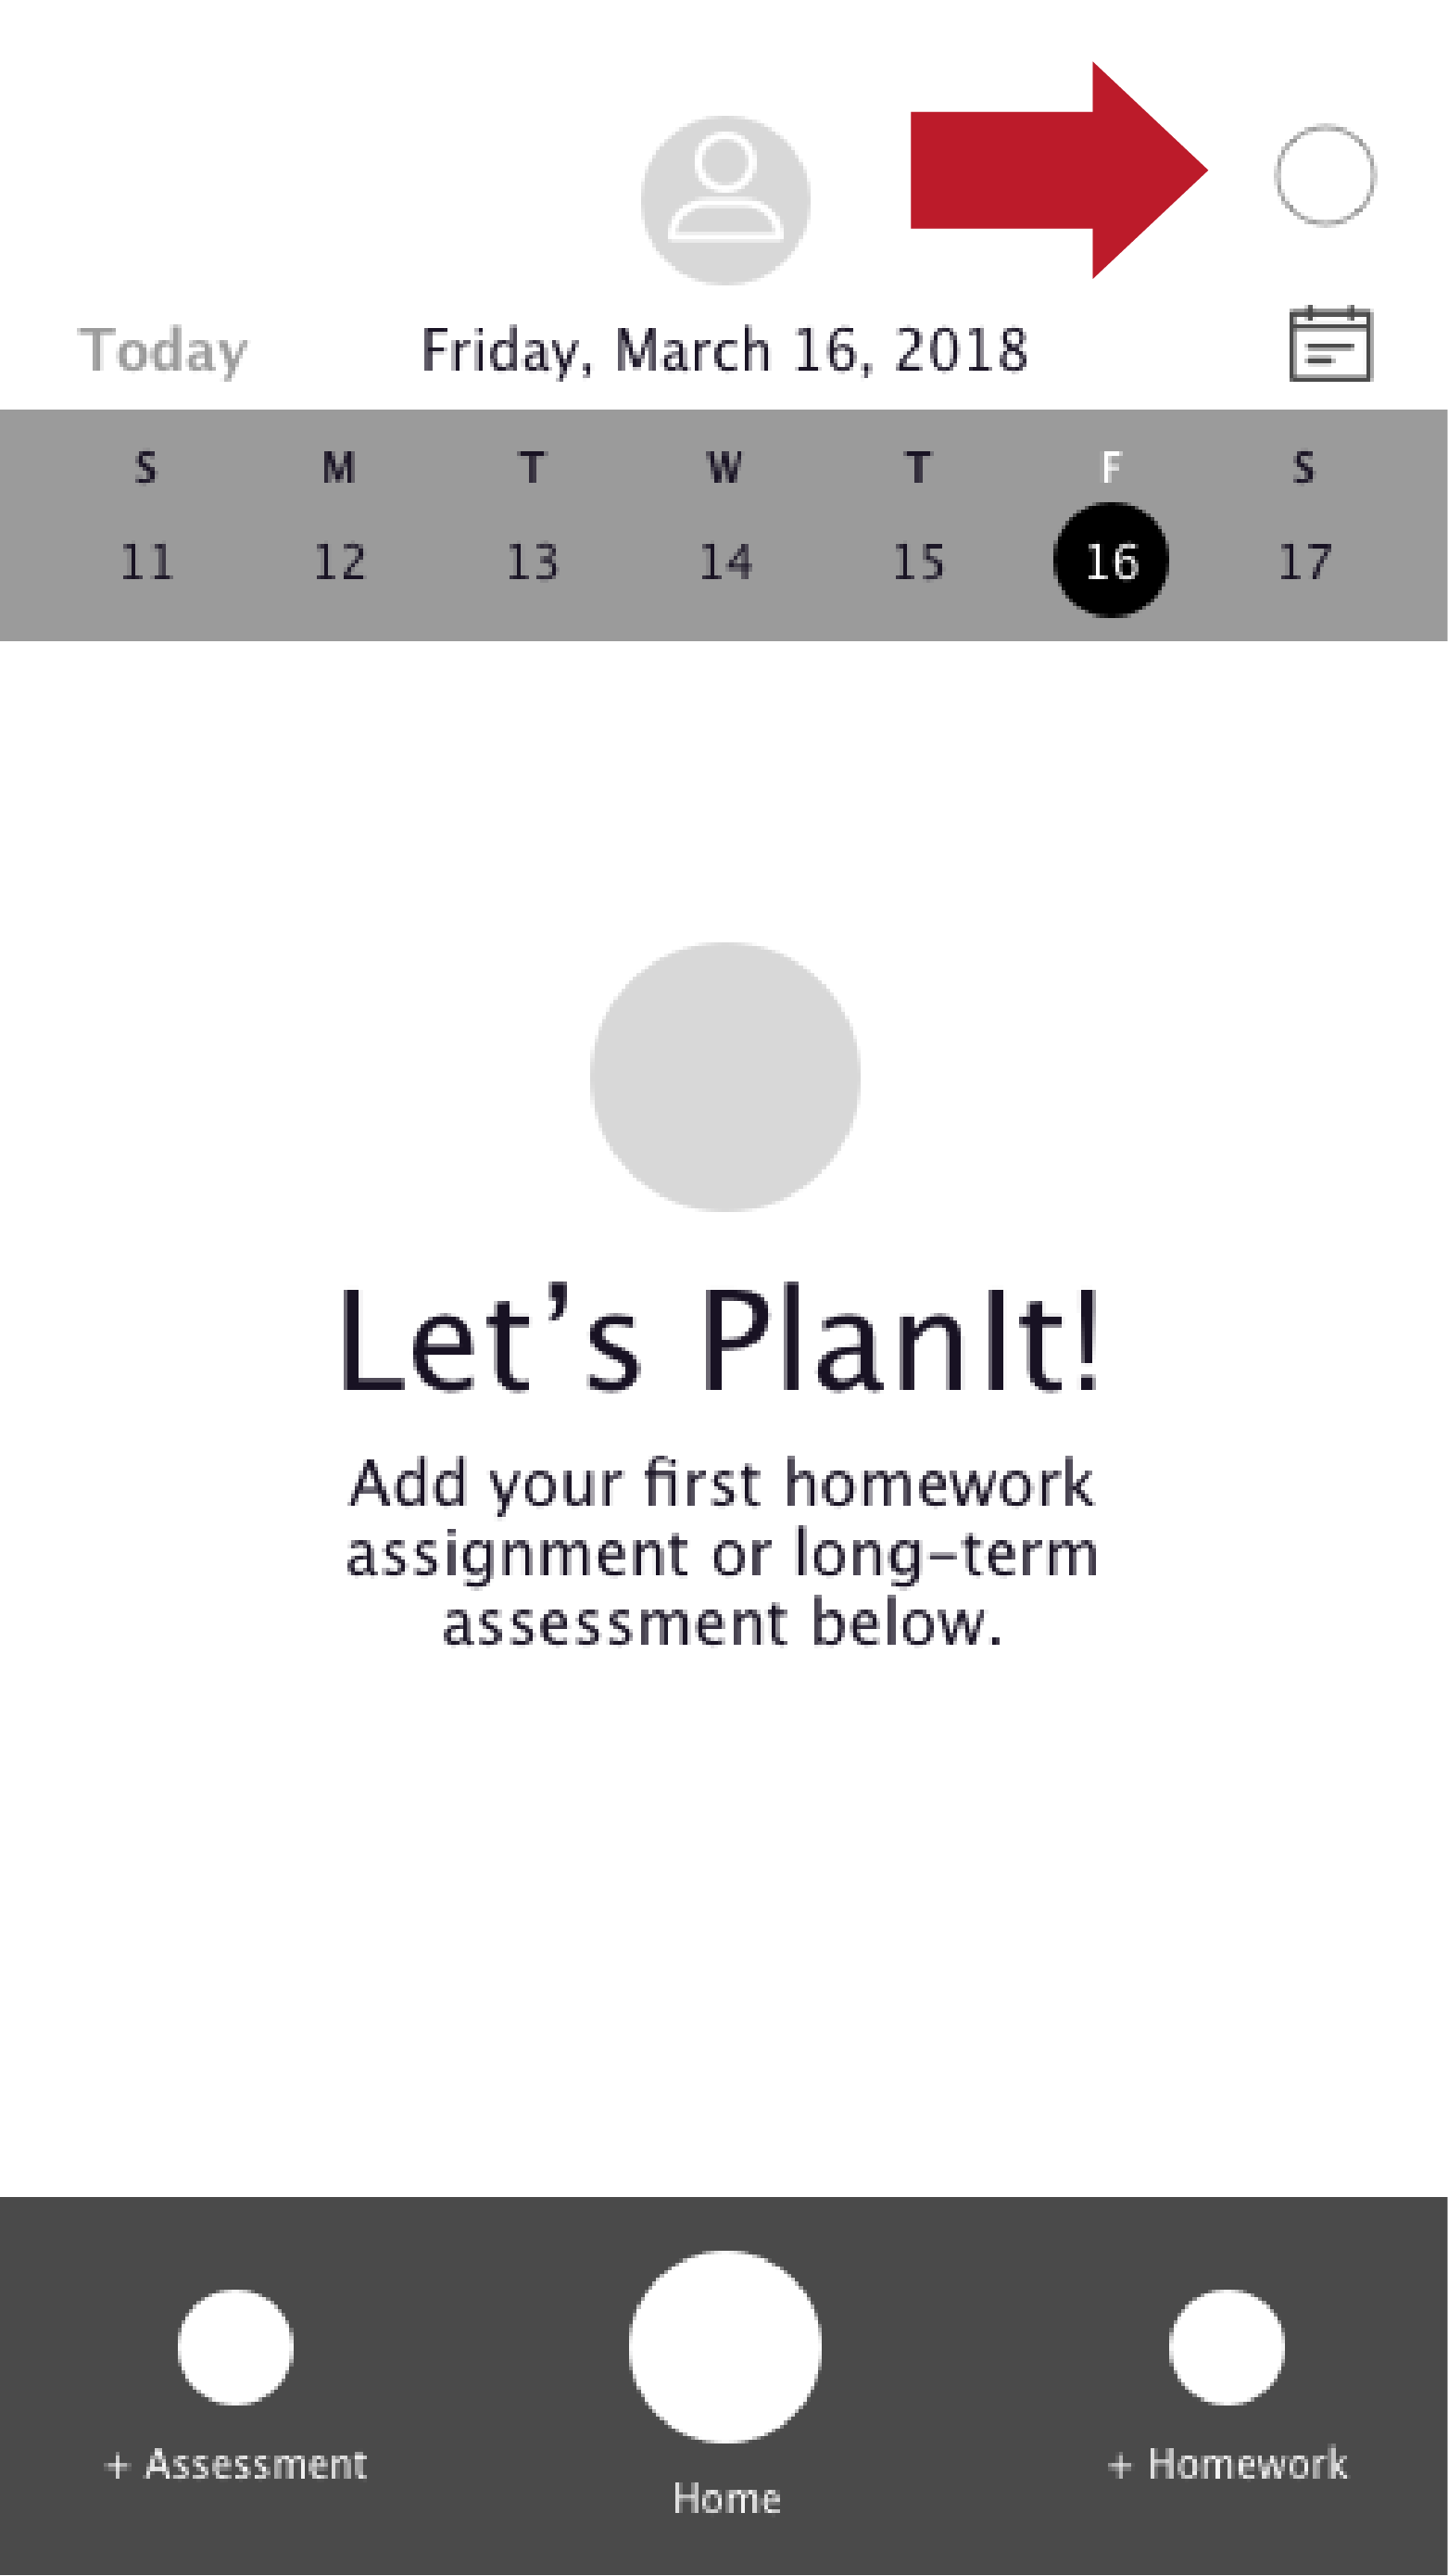 Today Friday, March 16, 2018
S M T W T F S
11 12 13 14 15 16 17
Let’s PlanIt!
Add your first homework
assignment or long-term
assessment below.
+ Assessment
Home
+ Homework